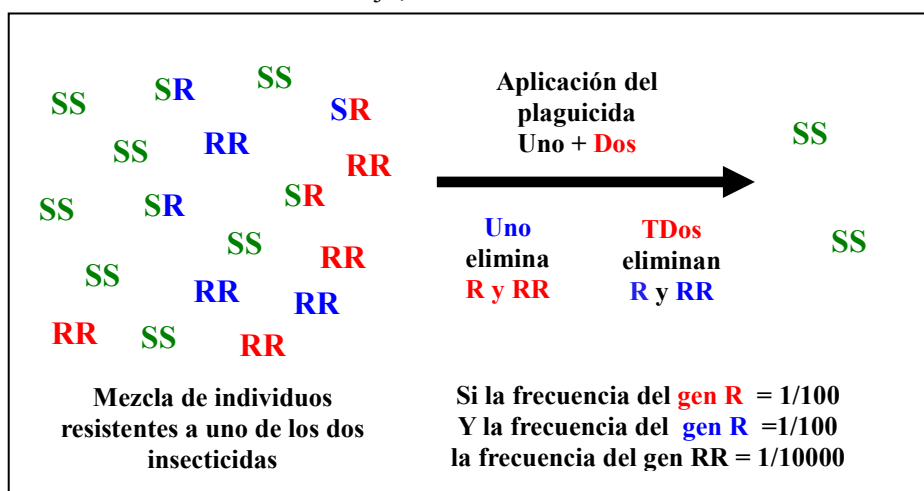 SS SR SS
SR
SS RR
RR
SS SR SR
SS
RR
SS
RR RR
RR SS RR
Mezcla de individuos
resistentes a uno de los dos
insecticidas
Aplicación del
plaguicida
Uno + Dos
Uno
elimina
R y RR
TDos
eliminan
R y RR
SS
SS
Si la frecuencia del gen R = 1/100
Y la frecuencia del gen R =1/100
la frecuencia del gen RR = 1/10000